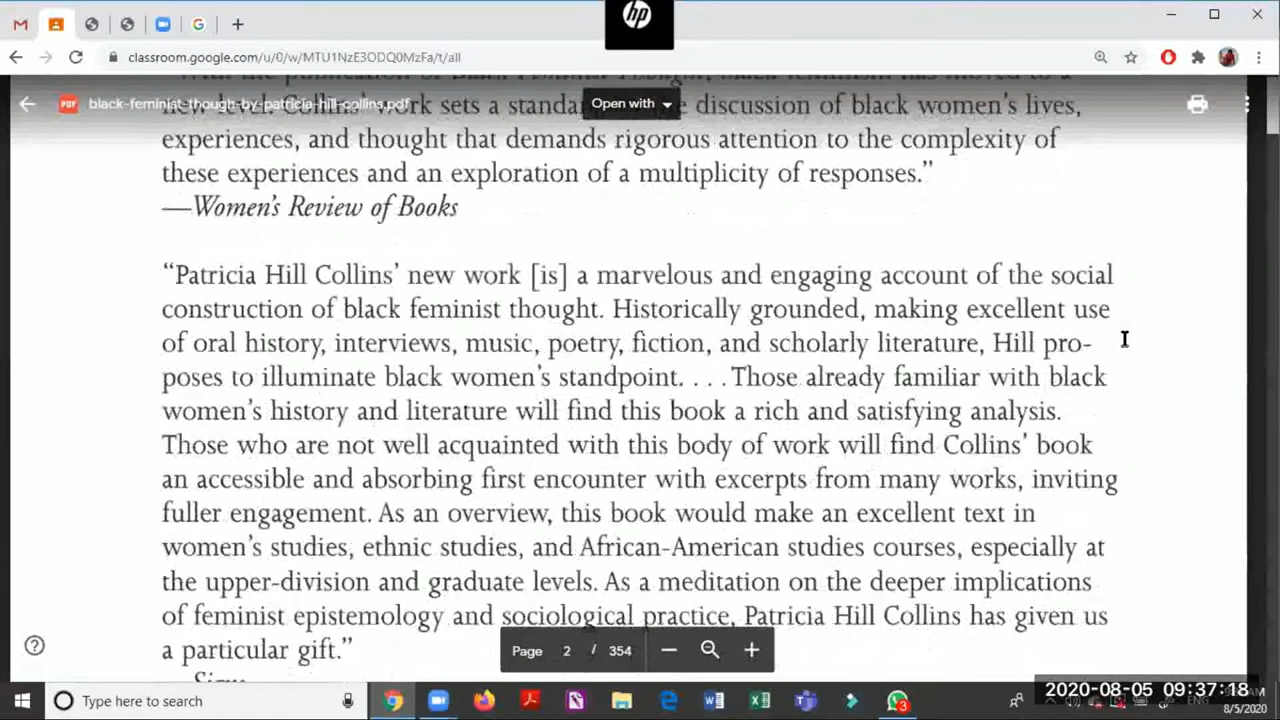 classroom.google.com/u/0/w/MTU1NzE3ODQ0MzFa/t/all
hp
black-feminist-though-by-patricia-hill-collins.pdf
Open with
new level. Collins' work sets a discussion of black women's lives,
experiences, and thought that demands rigorous attention to the complexity of
these experiences and an exploration of a multiplicity of responses.”
—Women's Review of Books
“Patricia Hill Collins' new work [is] a marvelous and engaging account of the social
construction of black feminist thought. Historically grounded, making excellent use
of oral history, interviews, music, poetry, fiction, and scholarly literature, Hill pro-
poses to illuminate black women's standpoint. . . . Those already familiar with black
women's history and literature will find this book a rich and satisfying analysis.
Those who are not well acquainted with this body of work will find Collins' book
an accessible and absorbing first encounter with excerpts from many works, inviting
fuller engagement. As an overview, this book would make an excellent text in
women's studies, ethnic studies, and African-American studies courses, especially at
the upper-division and graduate levels. As a meditation on the deeper implications
of feminist epistemology and sociological practice, Patricia Hill Collins has given us
a particular gift.”
Page 2 / 354
Type here to search
3
2020-08-05 09:37:18
8/5/2020